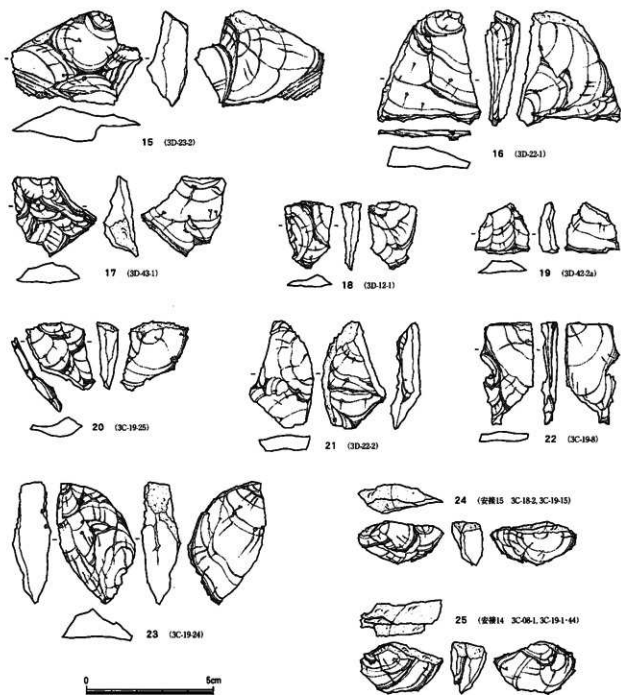 15 (3D-23-2)
16 (3D-22-1)
17 (3D-43-1)
18 (3D-12-1)
19 (3D-42-2a)
20 (3C-19-25)
21 (3D-22-2)
22 (3C-19-8)
23 (3C-19-24)
24 (安接15 3C-18-2, 3C-19-15)
25 (安接14 3C-08-1, 3C-19-1・44)
0 5cm